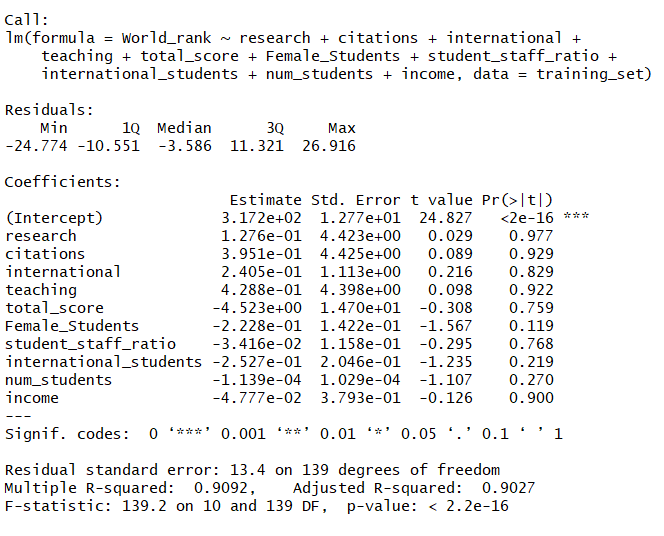 Call:
lm(formula = World_rank ~ research + citations + international +
    teaching + total_score + Female_Students + student_staff_ratio +
    international_students + num_students + income, data = training_set)

Residuals:
    Min      1Q  Median      3Q     Max
-24.774 -10.551  -3.586  11.321  26.916

Coefficients:
                         Estimate Std. Error t value Pr(>|t|)
(Intercept)             3.172e+02  1.277e+01  24.827   <2e-16 ***
research                1.276e-01  4.423e+00   0.029    0.977
citations               3.951e-01  4.425e+00   0.089    0.929
international           2.405e-01  1.113e+00   0.216    0.829
teaching                4.288e-01  4.398e+00   0.098    0.922
total_score            -4.523e+00  1.470e+01  -0.308    0.759
Female_Students        -2.228e-01  1.422e-01  -1.567    0.119
student_staff_ratio    -3.416e-02  1.158e-01  -0.295    0.768
international_students -2.527e-01  2.046e-01  -1.235    0.219
num_students           -1.139e-04  1.029e-04  -1.107    0.270
income                 -4.777e-02  3.793e-01  -0.126    0.900
---
Signif. codes:  0 ‘***’ 0.001 ‘**’ 0.01 ‘*’ 0.05 ‘.’ 0.1 ‘ ’ 1

Residual standard error: 13.4 on 139 degrees of freedom
Multiple R-squared:  0.9092,    Adjusted R-squared:  0.9027
F-statistic: 139.2 on 10 and 139 DF,  p-value: < 2.2e-16